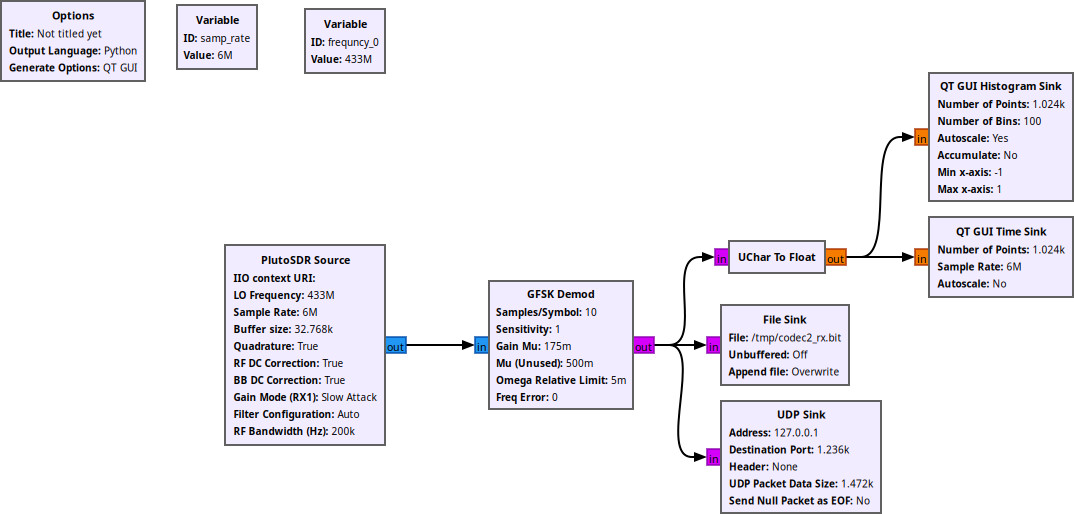 Options
Title: Not titled yet
Output Language: Python
Generate Options: QT GUI
Variable
ID: samp_rate
Value: 6M
Variable
ID: frequncy_0
Value: 433M
QT GUI Histogram Sink
Number of Points: 1.024k
Number of Bins: 100
Autoscale: Yes
Accumulate: No
Min x-axis: -1
Max x-axis: 1
in
QT GUI Time Sink
Number of Points: 1.024k
Sample Rate: 6M
Autoscale: No
in
in
UChar To Float
out
PlutoSDR Source
IIO context URI:
LO Frequency: 433M
Sample Rate: 6M
Buffer size: 32.768k
Quadrature: True
RF DC Correction: True
BB DC Correction: True
Gain Mode (RX1): Slow Attack
Filter Configuration: Auto
RF Bandwidth (Hz): 200k
out
in
GFSK Demod
Samples/Symbol: 10
Sensitivity: 1
Gain Mu: 175m
Mu (Unused): 500m
Omega Relative Limit: 5m
Freq Error: 0
out
in
File Sink
File: /tmp/codec2_rx.bit
Unbuffered: Off
Append file: Overwrite
in
UDP Sink
Address: 127.0.0.1
Destination Port: 1.236k
Header: None
UDP Packet Data Size: 1.472k
Send Null Packet as EOF: No